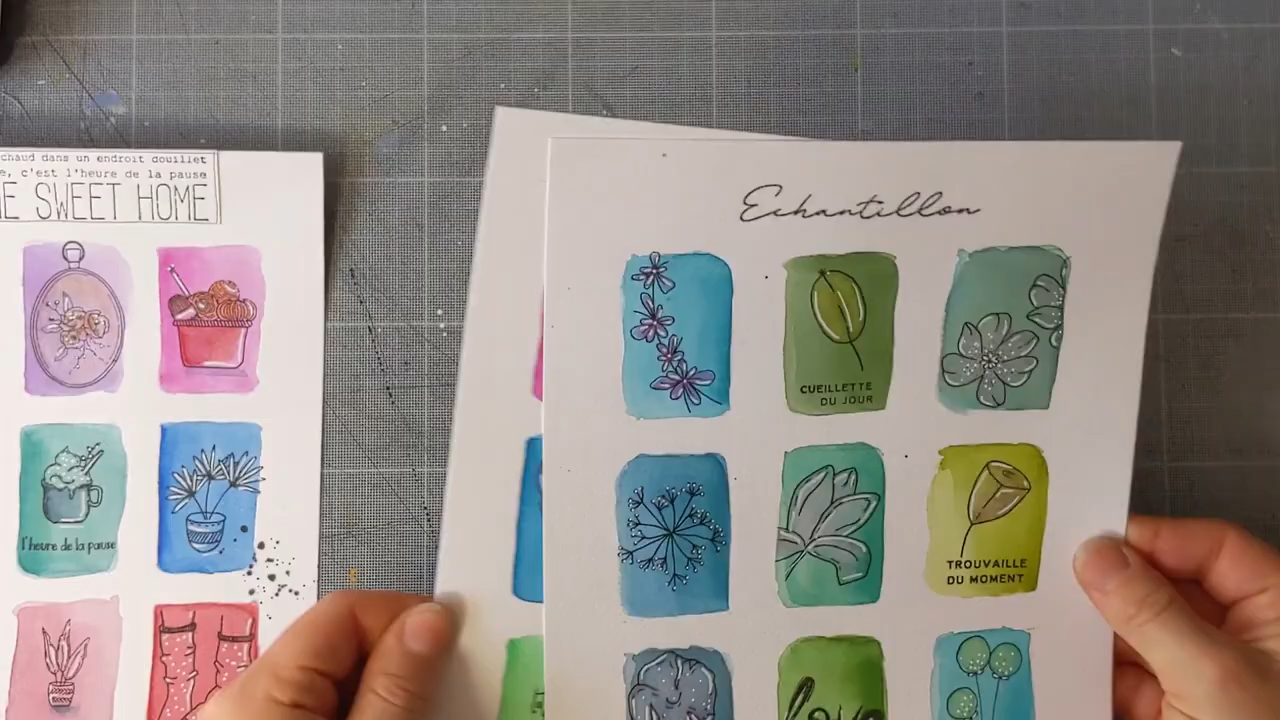 chaud dans un endroit douillet
e, c'est l'heure de la pause
E SWEET HOME
l'heure de la pause
Echantillon
CUEILLETTE
DU JOUR
TROUVAILLE
DU MOMENT
love